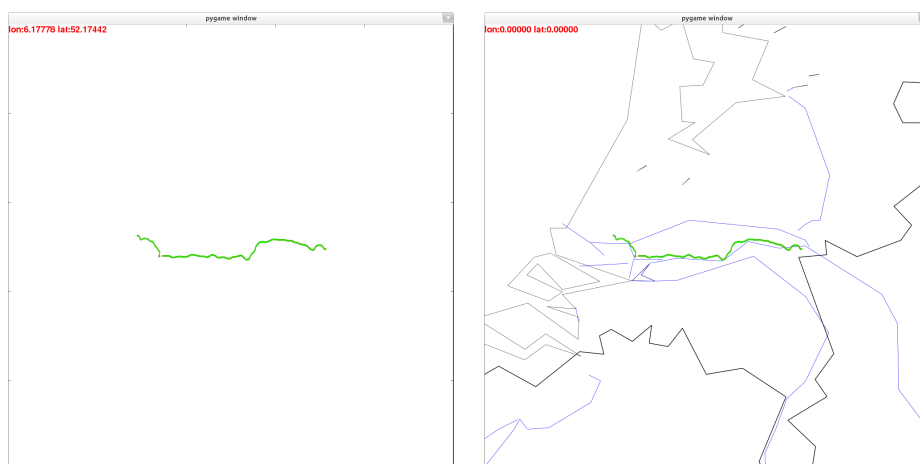 pygame window
lon:6.17778 lat:52.17442
pygame window
lon:0.00000 lat:0.00000